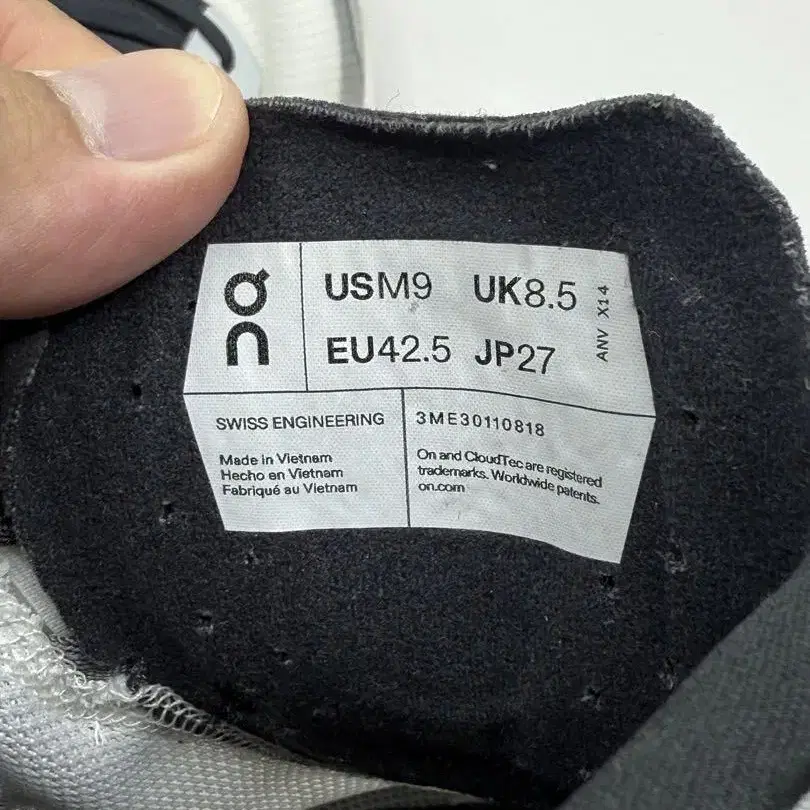 On
USM9 UK8.5
EU42.5 JP27
ANV X14
SWISS ENGINEERING
Made in Vietnam
Hecho en Vietnam
Fabriqué au Vietnam
3ME30110818
On and CloudTec are registered
trademarks. Worldwide patents.
on.com